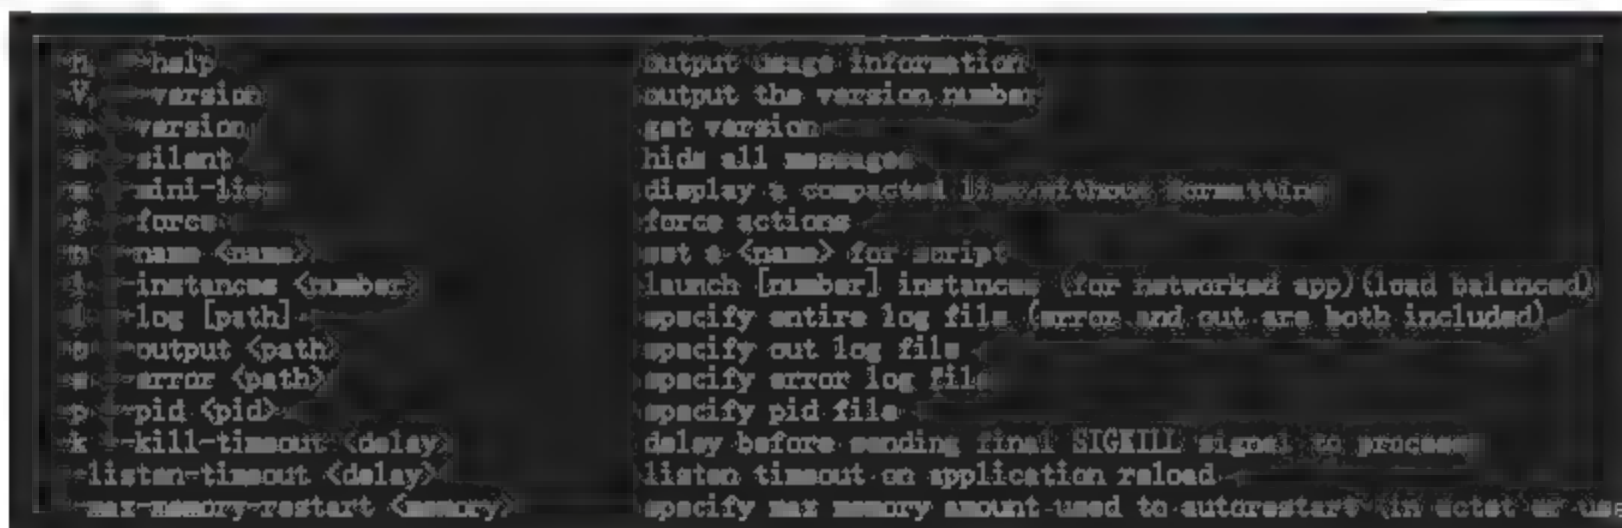 -h --help output usage information
-V --version output the version number
-v --version get version
-s --silent hide all messages
-m --mini-list display a compacted list without formatting
-f --force force actions
-n --name <name> set a <name> for script
-i --instances <number> launch [number] instances (for networked app)(load balanced)
-l --log [path] specify entire log file (error and out are both included)
-o --output <path> specify out log file
-e --error <path> specify error log file
-p --pid <pid> specify pid file
-k --kill-timeout <delay> delay before sending final SIGKILL signal to process
--listen-timeout <delay> listen timeout on application reload
--max-memory-restart <memory> specify max memory amount used to autorestart (in octet or